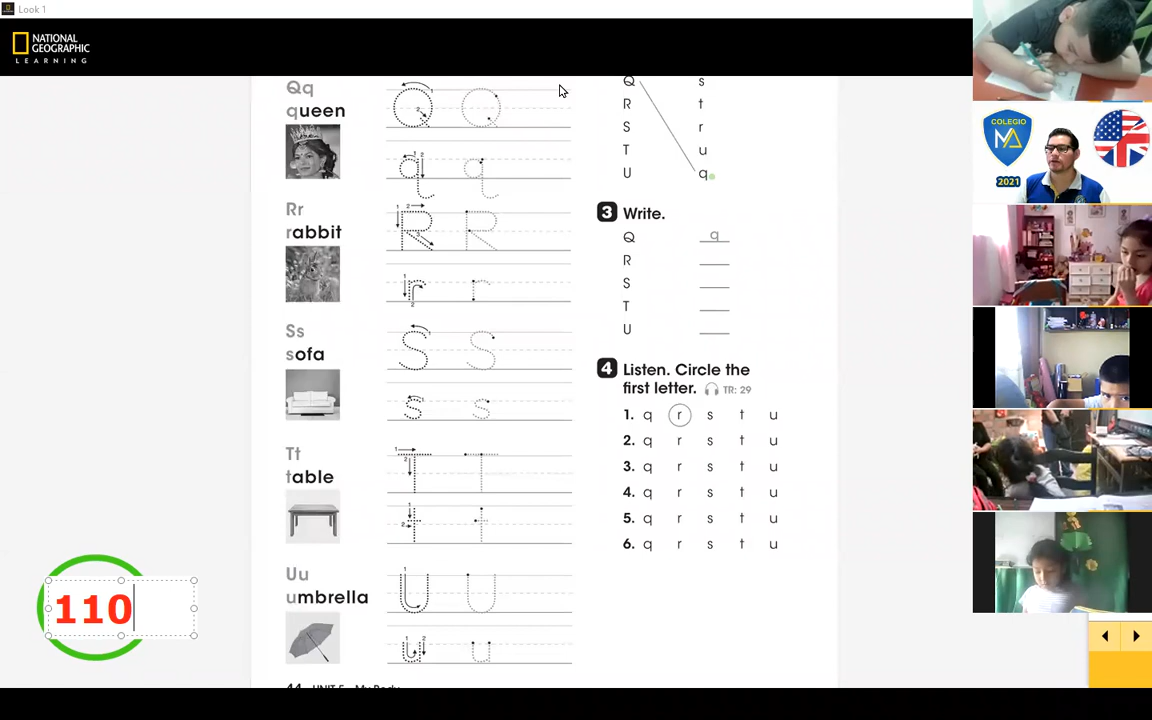 Look 1
NATIONAL
GEOGRAPHIC
LEARNING
Qq
queen
Q Q
q q
Rr
rabbit
R R
r r
Ss
sofa
S S
s s
Tt
table
T T
t t
Uu
umbrella
U U
u u
Q s
R t
S r
T u
U q
3 Write.
Q q
R
S
T
U
4 Listen. Circle the
first letter. TR: 29
1. q r s t u
2. q r s t u
3. q r s t u
4. q r s t u
5. q r s t u
6. q r s t u
110
COLEGIO
MA
2021